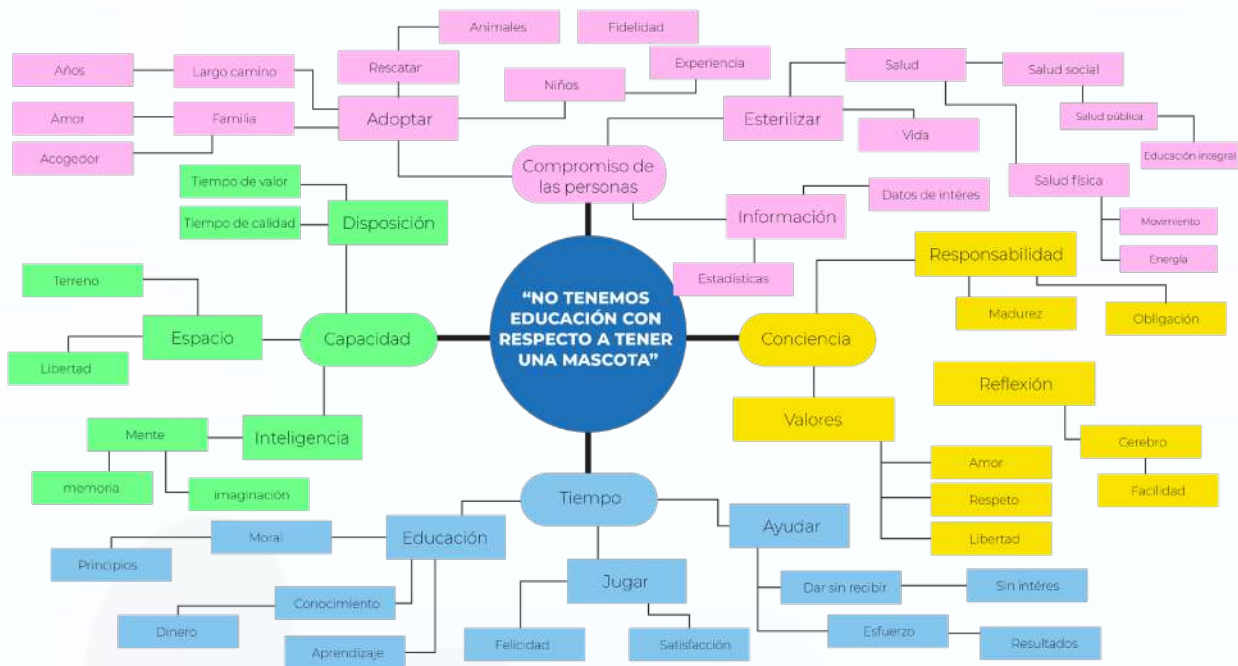 Animales
Fidelidad
Años
Largo camino
Rescatar
Niños
Experiencia
Salud
Salud social
Amor
Familia
Adoptar
Esterilizar
Salud pública
Acogedor
Vida
Educación integral
Compromiso de
las personas
Salud física
Tiempo de valor
Datos de intéres
Tiempo de calidad
Disposición
Información
Movimiento
Energía
Estadísticas
Responsabilidad
Terreno
Madurez
Obligación
“NO TENEMOS
EDUCACIÓN CON
RESPECTO A TENER
UNA MASCOTA”
Espacio
Capacidad
Conciencia
Libertad
Reflexión
Valores
Mente
Inteligencia
Cerebro
Amor
memoria
imaginación
Facilidad
Respeto
Tiempo
Libertad
Moral
Educación
Ayudar
Principios
Jugar
Dar sin recibir
Sin intéres
Conocimiento
Dinero
Felicidad
Satisfacción
Esfuerzo
Resultados
Aprendizaje